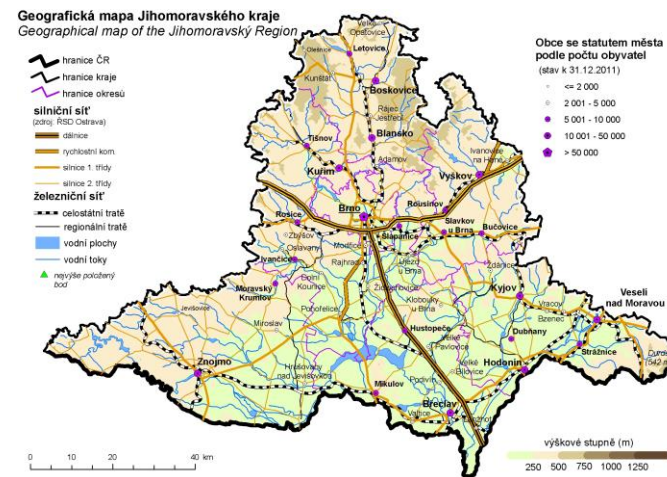 Geografická mapa Jihomoravského kraje
Geographical map of the Jihomoravský Region
hranice ČR
hranice kraje
hranice okresů
silniční síť
(zdroj: ŘSD Ostrava)
dálnice
rychlostní kom.
silnice 1. třídy
silnice 2. třídy
železniční síť
celostátní tratě
regionální tratě
vodní plochy
vodní toky
nejvýše položený
bod
Obce se statutem města
podle počtu obyvatel
(stav k 31.12.2011)
<= 2 000
2 001 - 5 000
5 001 - 10 000
10 001 - 50 000
> 50 000
Velké
Opatovice
Olešnice
Letovice
Kunštát
Boskovice
Rájec
Jestřebí
Blansko
Tišnov
Adamov
Kuřim
Ivanovice
na Hané
Vyškov
Rousínov
Brno
Rosice
Zbýšov
Oslavany
Slavkov
u Brna
Bučovice
Šlapanice
Modřice
Ivančice
Rajhrad
Újezd
u Brna
Ždánice
Dolní
Kounice
Moravský
Krumlov
Židlochovice
Kyjov
Veselí
nad Moravou
Klobouky
u Brna
Vracov
Bzenec
Jevišovice
Miroslav
Pohořelice
Hustopeče
Dubňany
Strážnice
Velké
Pavlovice
Znojmo
Hrušovany
nad Jevišovkou
Velké
Bílovice
Hodonín
Podivín
Mikulov
Břeclav
Valtice
0 10 20 40 km
výškové stupně (m)
250 500 750 1000 1250